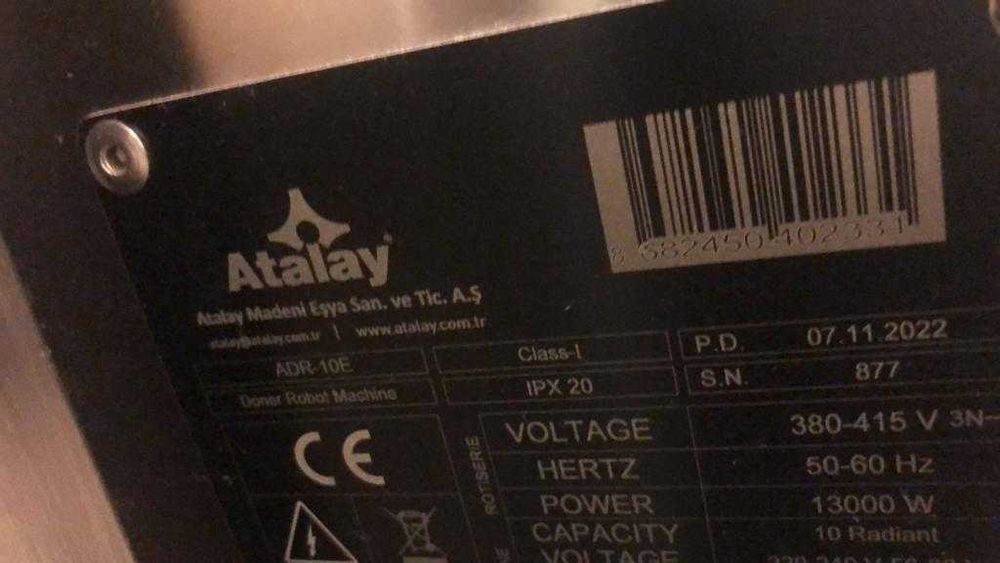 8 682450 402331
Atalay
Atalay Madeni Eşya San. ve Tic. A.Ş
atalay@atalay.com.tr | www.atalay.com.tr
ADR-10E Class-I P.D. 07.11.2022
Doner Robot Machine IPX 20 S.N. 877
CE
VOLTAGE 380-415 V 3N
HERTZ 50-60 Hz
POWER 13000 W
CAPACITY 10 Radiant
VOLTAGE